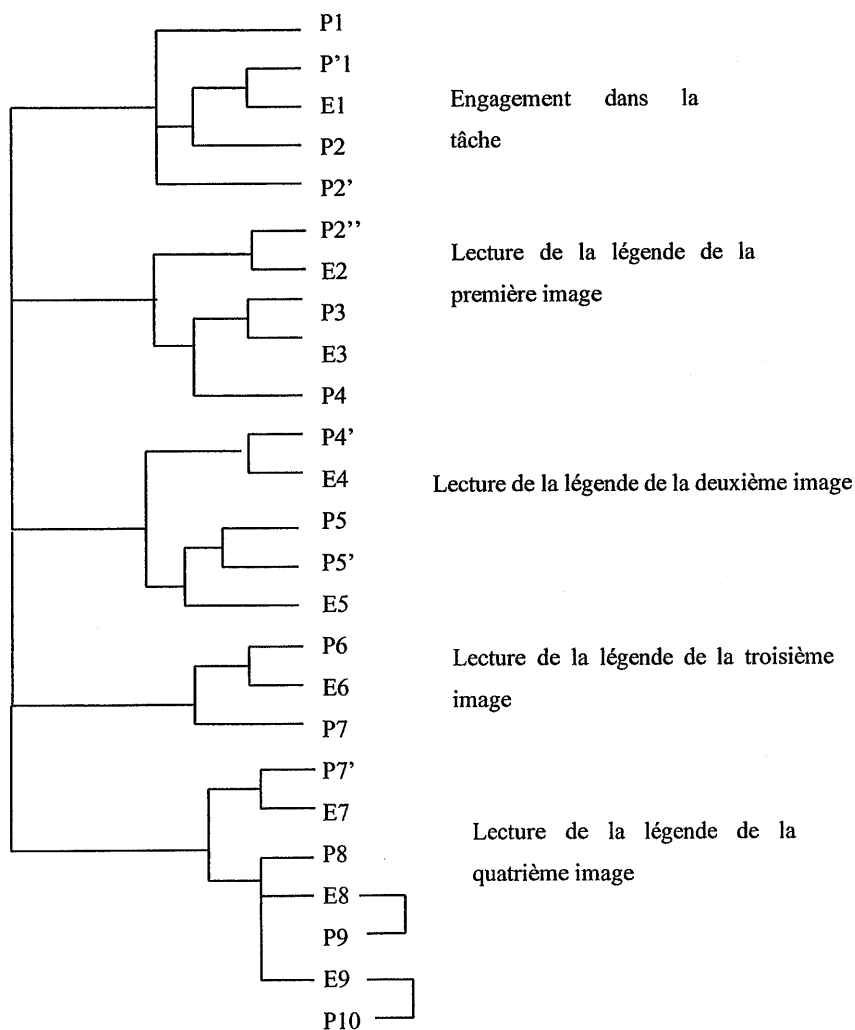 P1
P'1
E1
P2
P2'
Engagement dans la
tâche
P2''
E2
P3
E3
P4
Lecture de la légende de la
première image
P4'
E4
P5
P5'
E5
Lecture de la légende de la deuxième image
P6
E6
P7
Lecture de la légende de la troisième
image
P7'
E7
P8
E8
P9
E9
P10
Lecture de la légende de la
quatrième image